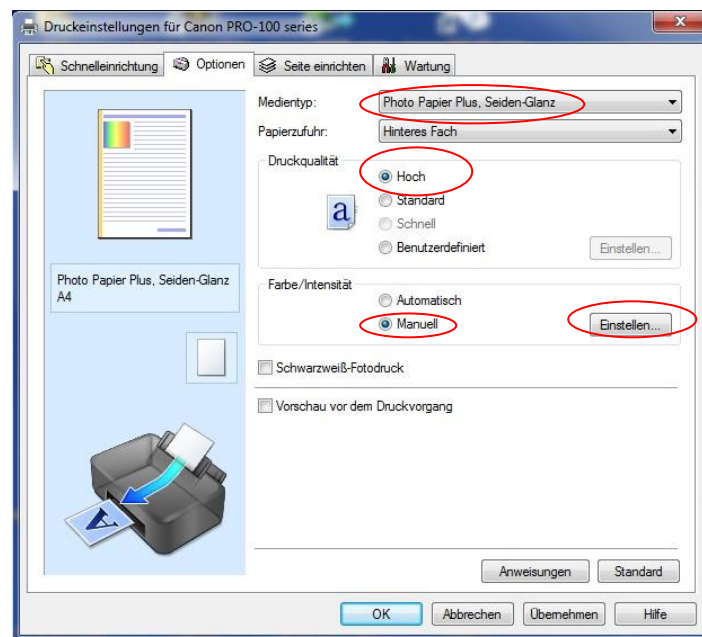 Druckeinstellungen für Canon PRO-100 series
Schnelleinrichtung Optionen Seite einrichten Wartung
Medientyp: Photo Papier Plus, Seiden-Glanz
Papierzufuhr: Hinteres Fach
Druckqualität
Hoch
a Standard
Schnell
Benutzerdefiniert Einstellen...
Photo Papier Plus, Seiden-Glanz
A4
Farbe/Intensität
Automatisch
Manuell Einstellen...
Schwarzweiß-Fotodruck
Vorschau vor dem Druckvorgang
A
Anweisungen Standard
OK Abbrechen Übernehmen Hilfe